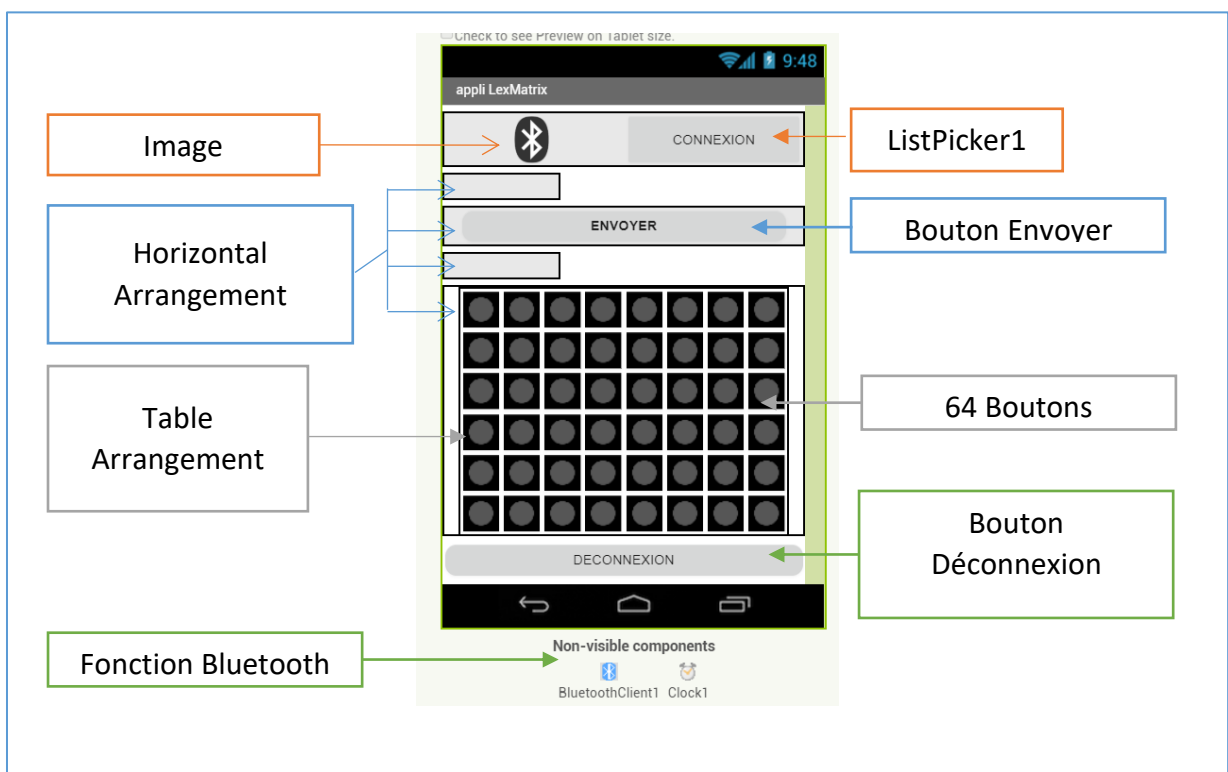 Check to see Preview on Tablet size.
9:48
appli LexMatrix
Image
CONNEXION
ListPicker1
ENVOYER
Bouton Envoyer
Horizontal
Arrangement
Table
Arrangement
64 Boutons
Bouton
Déconnexion
DECONNEXION
Fonction Bluetooth
Non-visible components
BluetoothClient1 Clock1